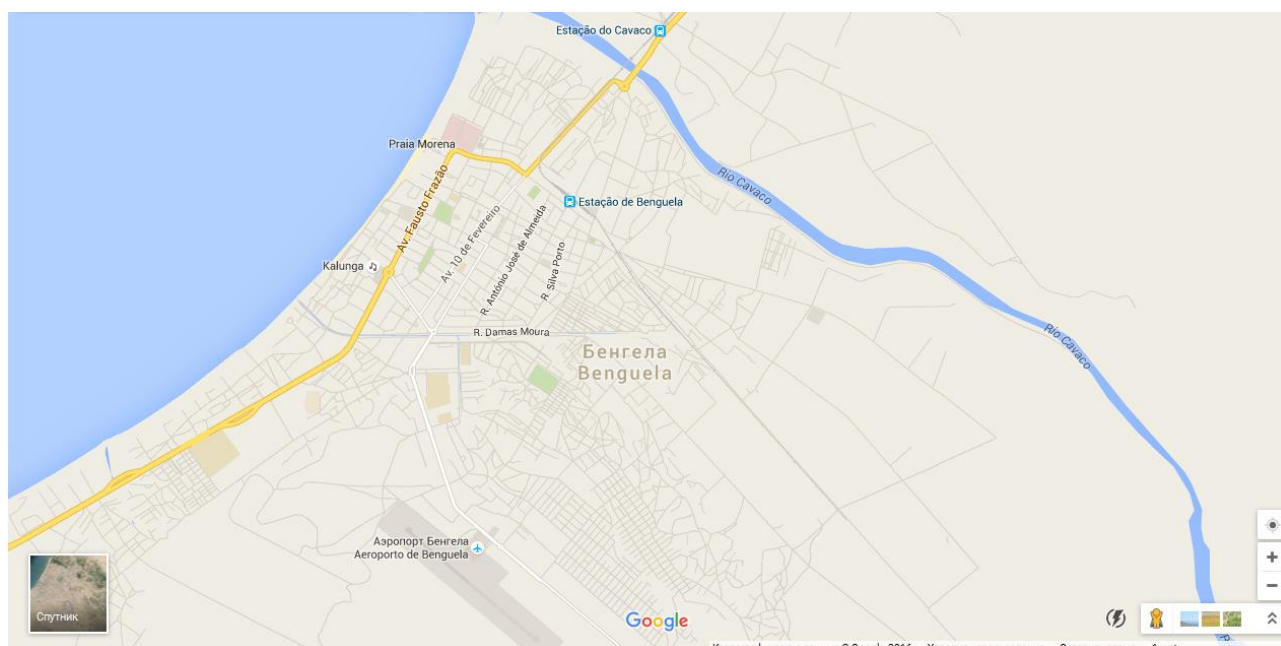 Estação do Cavaco
Praia Morena
Rio Cavaco
Estação de Benguela
Av. Fausto Frazão
Av. 10 de Fevereiro
R. António José de Almeida
R. Silva Porto
Kalunga
R. Damas Moura
Rio Cavaco
Бенгела
Benguela
Аэропорт Бенгела
Aeroporto de Benguela
Спутник
Google